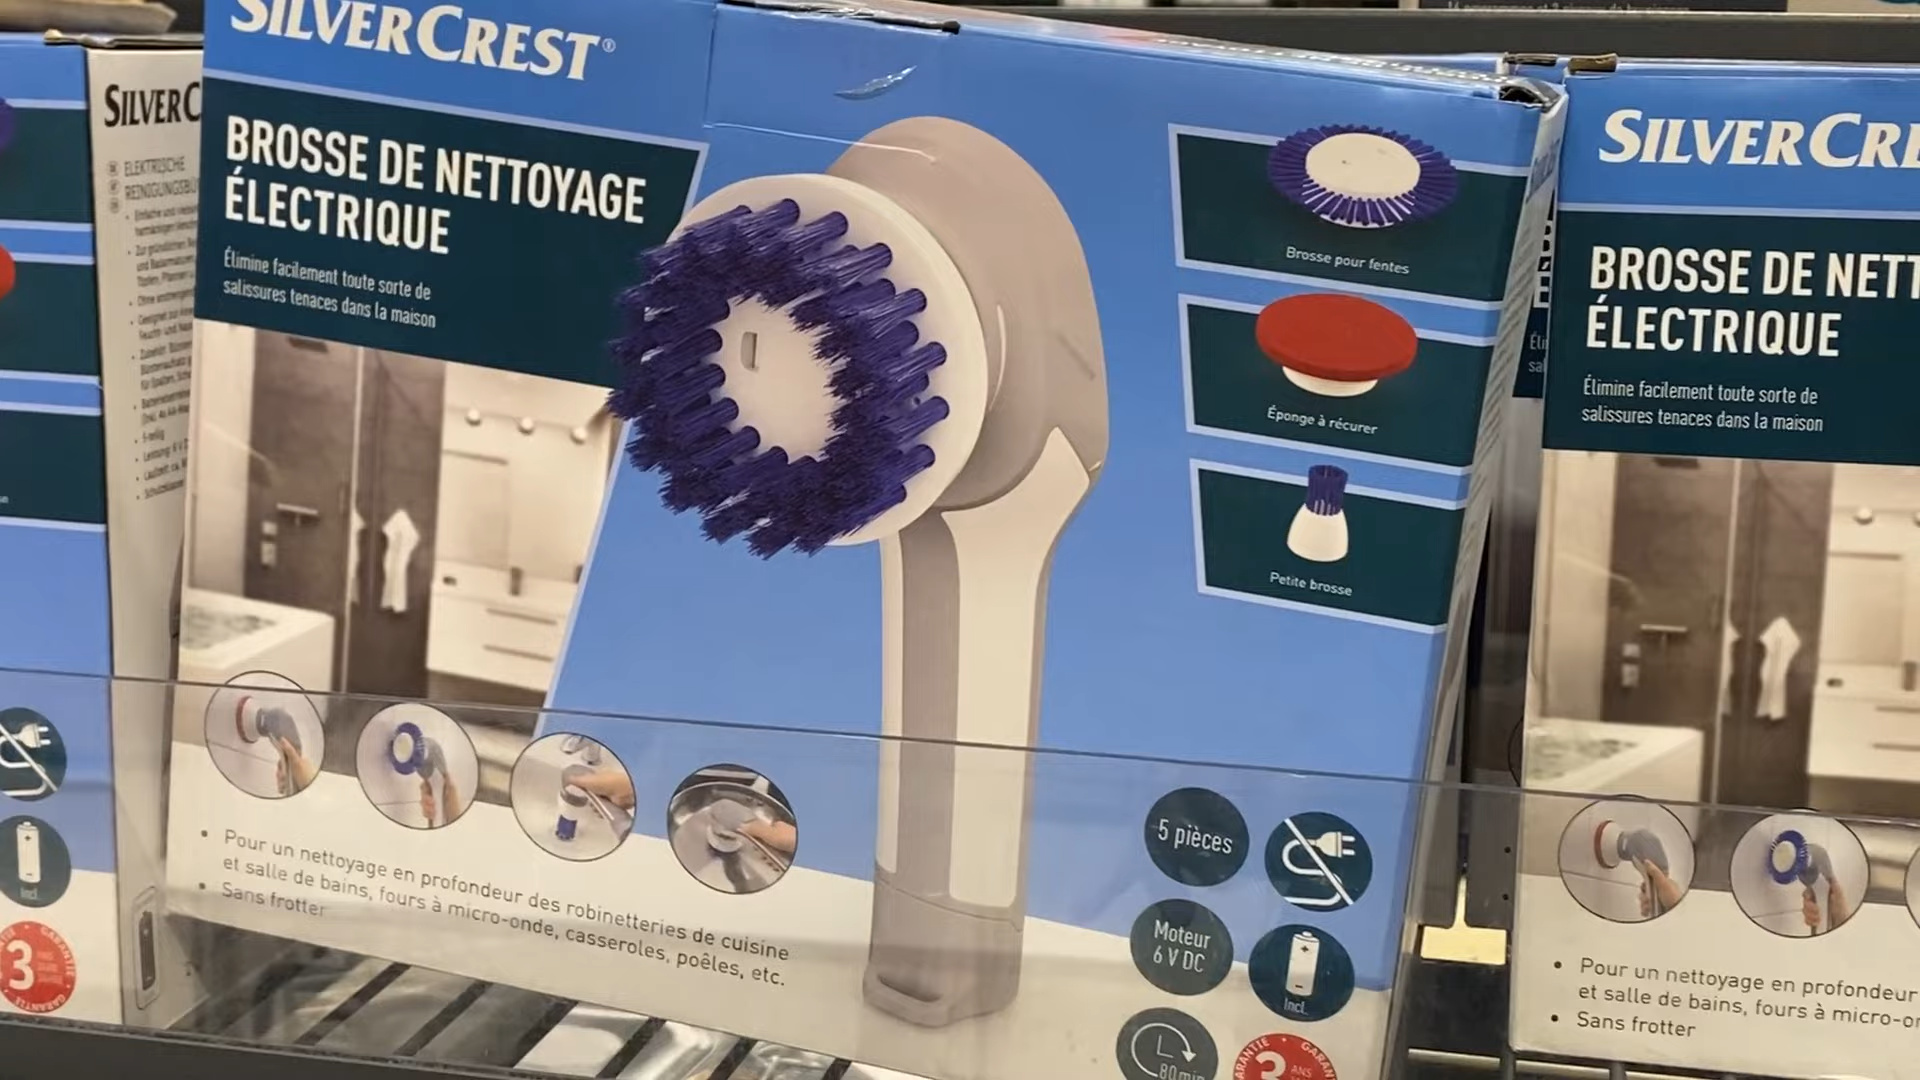 SILVERCREST®
BROSSE DE NETTOYAGE
ÉLECTRIQUE
Élimine facilement toute sorte de
salissures tenaces dans la maison
Brosse pour fentes
Éponge à récurer
Petite brosse
Pour un nettoyage en profondeur des robinetteries de cuisine
et salle de bains, fours à micro-onde, casseroles, poêles, etc.
Sans frotter
5 pièces
Moteur
6 V DC
Incl.
80min
GARANTIE
3 ANS
SILVERC
ELEKTRISCHE
REINIGUNGSBÜ
Incl.
3
GARANTIE
SILVERCRE
BROSSE DE NETT
ÉLECTRIQUE
Élimine facilement toute sorte de
salissures tenaces dans la maison
Pour un nettoyage en profondeur
et salle de bains, fours à micro-o
Sans frotter